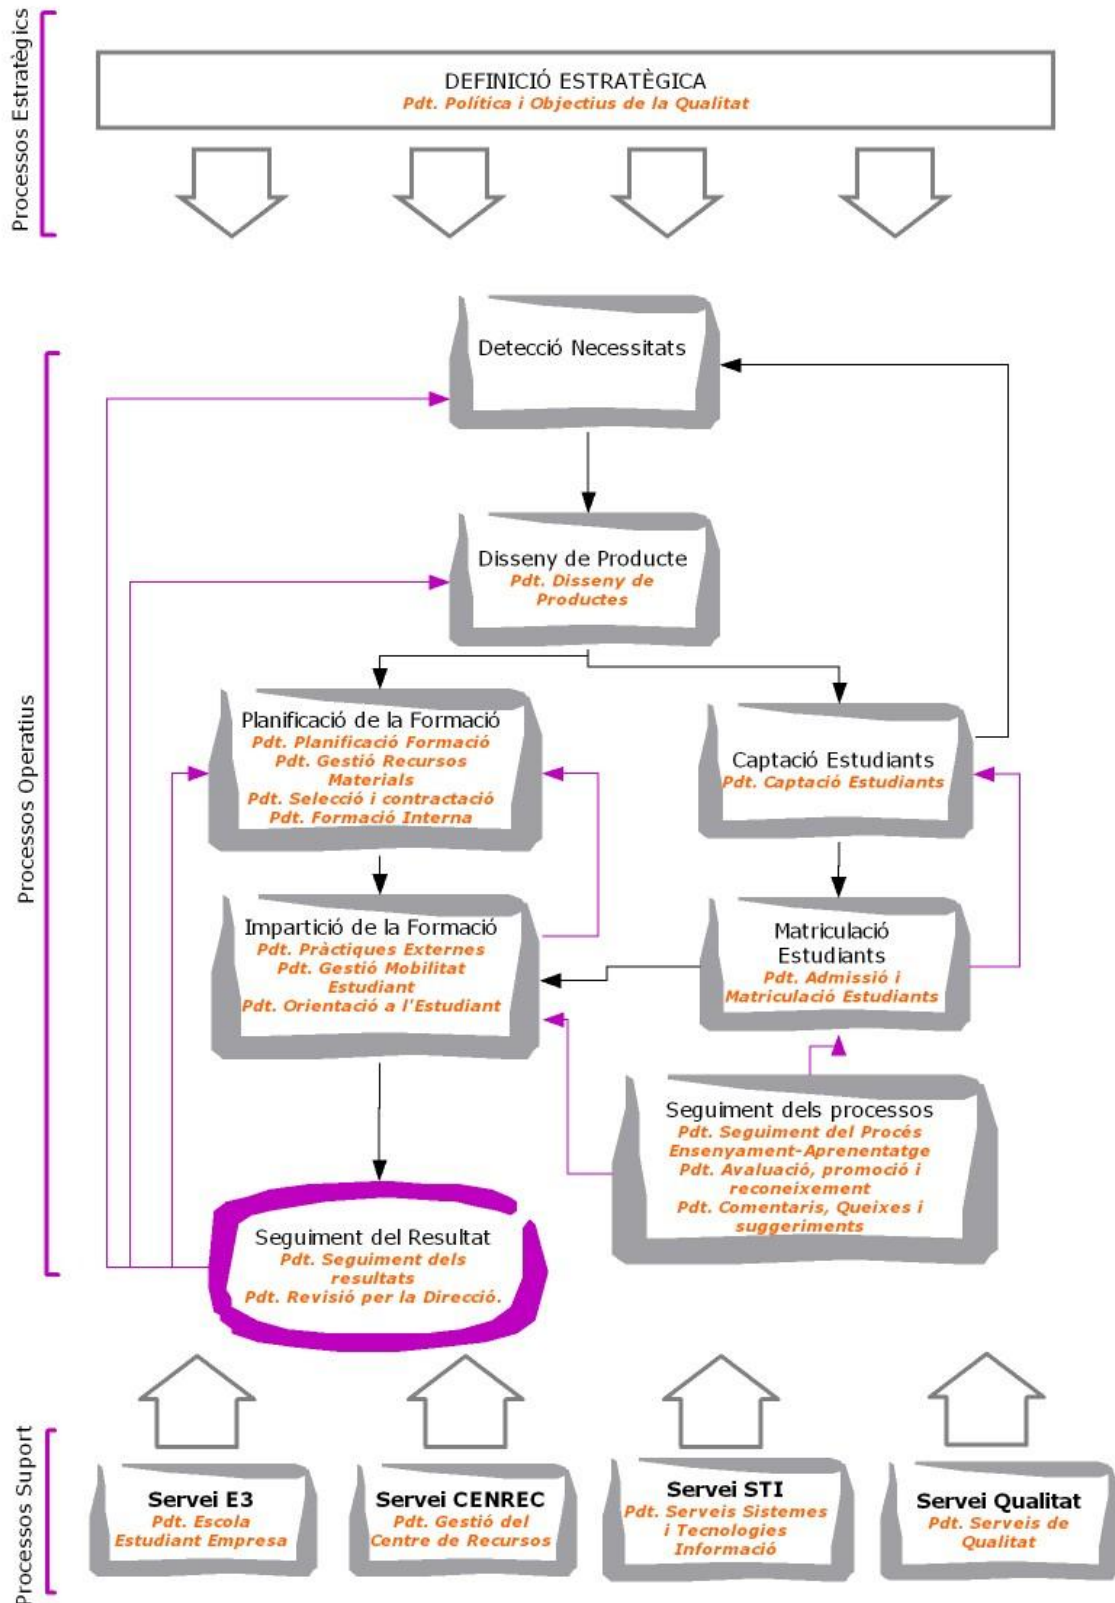 Processos Estratègics
DEFINICIÓ ESTRATÈGICA
Pdt. Política i Objectius de la Qualitat
Processos Operatius
Detecció Necessitats
Disseny de Producte
Pdt. Disseny de
Productes
Planificació de la Formació
Pdt. Planificació Formació
Pdt. Gestió Recursos
Materials
Pdt. Selecció i contractació
Pdt. Formació Interna
Captació Estudiants
Pdt. Captació Estudiants
Impartició de la Formació
Pdt. Pràctiques Externes
Pdt. Gestió Mobilitat
Estudiant
Pdt. Orientació a l'Estudiant
Matriculació
Estudiants
Pdt. Admissió i
Matriculació Estudiants
Seguiment dels processos
Pdt. Seguiment del Procés
Ensenyament-Aprenentatge
Pdt. Avaluació, promoció i
reconeixement
Pdt. Comentaris, Queixes i
suggeriments
Seguiment del Resultat
Pdt. Seguiment dels
resultats
Pdt. Revisió per la Direcció.
Processos Suport
Servei E3
Pdt. Escola
Estudiant Empresa
Servei CENREC
Pdt. Gestió del
Centre de Recursos
Servei STI
Pdt. Serveis Sistemes
i Tecnologies
Informació
Servei Qualitat
Pdt. Serveis de
Qualitat